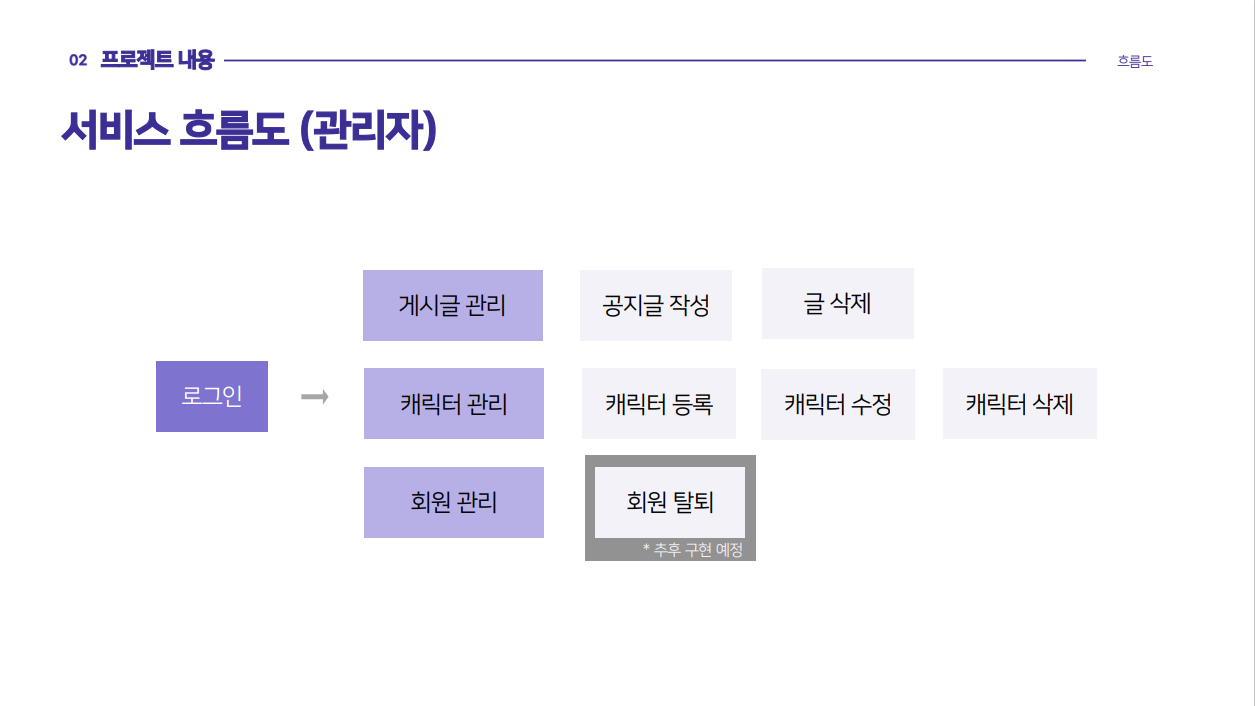 02 프로젝트 내용
흐름도
서비스 흐름도 (관리자)
게시글 관리
공지글 작성
글 삭제
로그인
캐릭터 관리
캐릭터 등록
캐릭터 수정
캐릭터 삭제
회원 관리
회원 탈퇴
* 추후 구현 예정